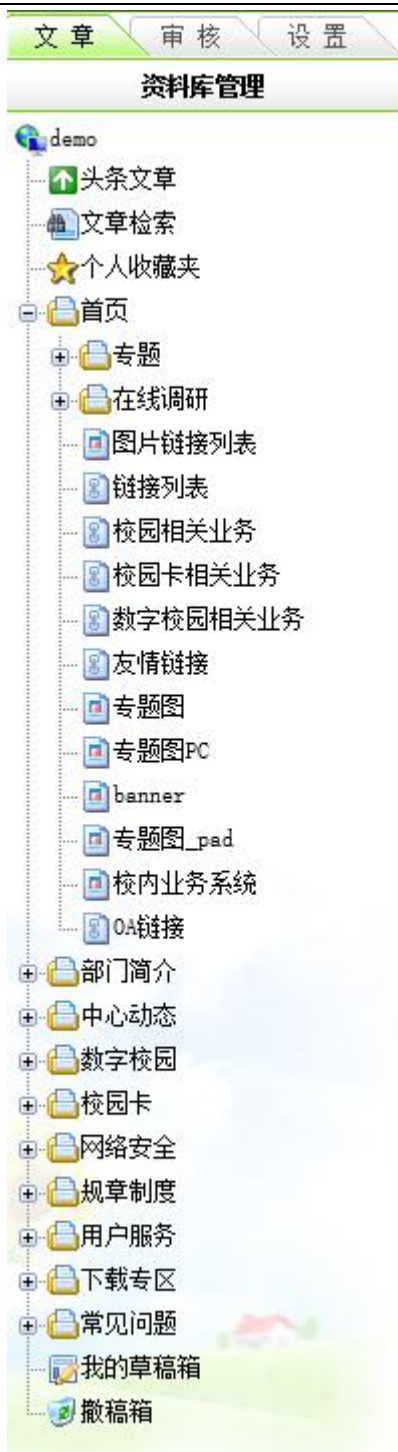 文章 审核 设置
资料库管理
demo
头条文章
文章检索
个人收藏夹
首页
专题
在线调研
图片链接列表
链接列表
校园相关业务
校园卡相关业务
数字校园相关业务
友情链接
专题图
专题图PC
banner
专题图_pad
校内业务系统
OA链接
部门简介
中心动态
数字校园
校园卡
网络安全
规章制度
用户服务
下载专区
常见问题
我的草稿箱
撤稿箱